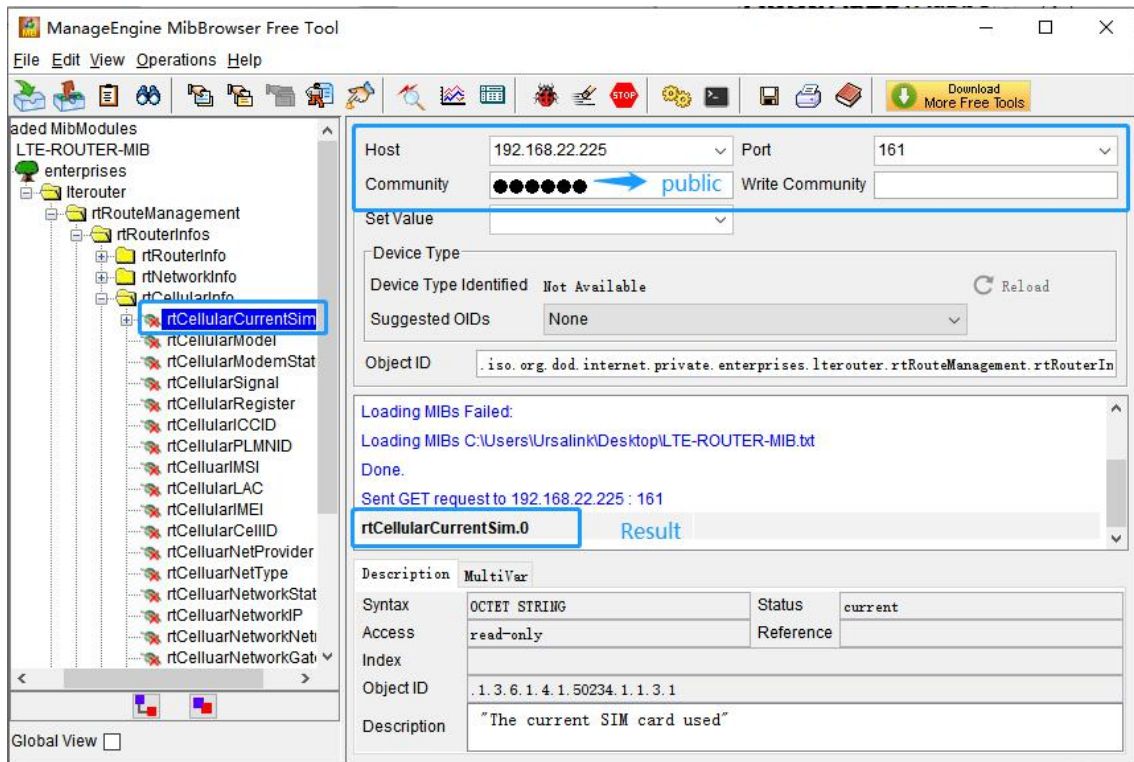 ManageEngine MibBrowser Free Tool
File Edit View Operations Help
STOP
Download
More Free Tools
aded MibModules
LTE-ROUTER-MIB
enterprises
lterouter
rtRouteManagement
rtRouterInfos
rtRouterInfo
rtNetworkInfo
rtCellularInfo
rtCellularCurrentSim
rtCellularModel
rtCellularModemStat
rtCellularSignal
rtCellularRegister
rtCellularICCID
rtCellularPLMNID
rtCelluarIMSI
rtCellularLAC
rtCellularIMEI
rtCellularCellID
rtCelluarNetProvider
rtCelluarNetType
rtCelluarNetworkStat
rtCelluarNetworkIP
rtCelluarNetworkNet
rtCelluarNetworkGat
Global View
Host 192.168.22.225 Port 161
Community ●●●●●● public Write Community
Set Value
Device Type
Device Type Identified Not Available Reload
Suggested OIDs None
Object ID .iso.org.dod.internet.private.enterprises.lterouter.rtRouteManagement.rtRouterIn
Loading MIBs Failed:
Loading MIBs C:\Users\Ursalink\Desktop\LTE-ROUTER-MIB.txt
Done.
Sent GET request to 192.168.22.225 : 161
rtCellularCurrentSim.0 Result
Description MultiVar
Syntax OCTET STRING Status current
Access read-only Reference
Index
Object ID .1.3.6.1.4.1.50234.1.1.3.1
Description "The current SIM card used"